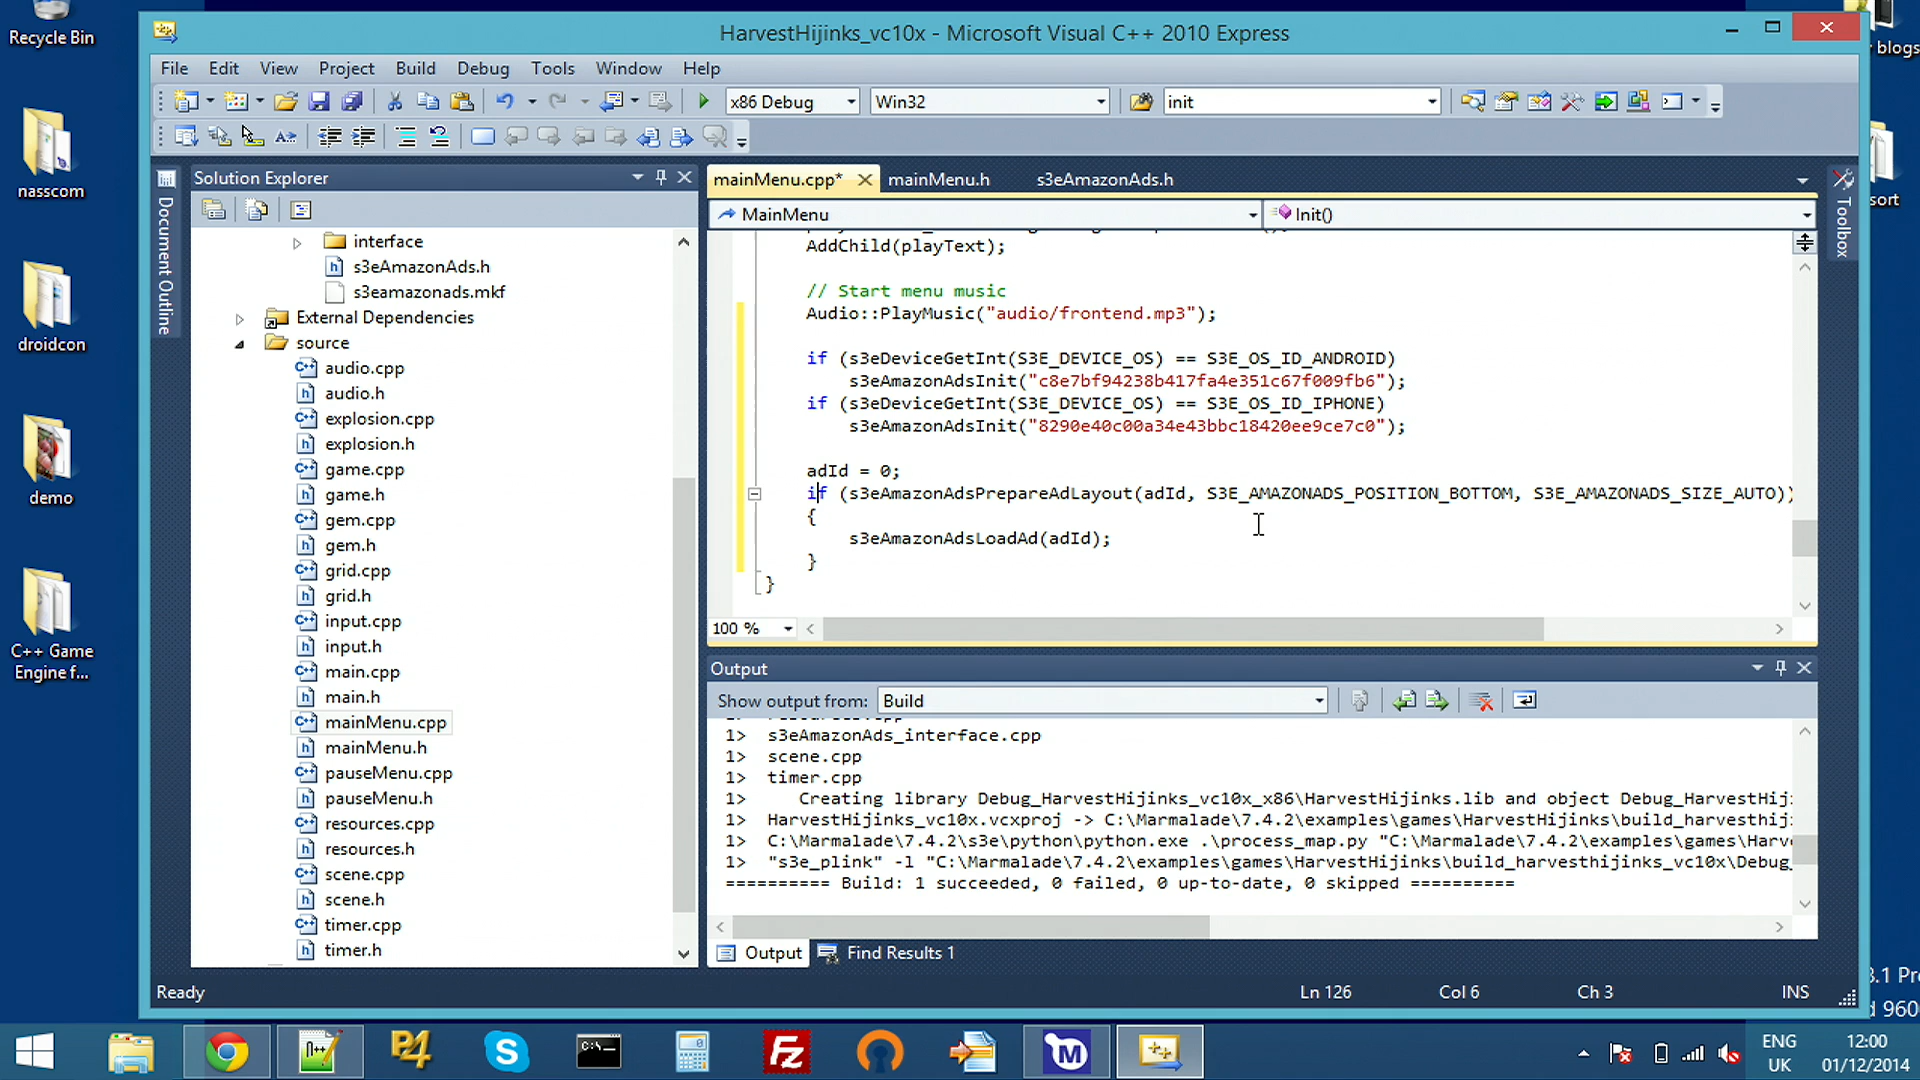 Recycle Bin
nasscom
droidcon
demo
C++ Game
Engine f...
blogs
sort
HarvestHijinks_vc10x - Microsoft Visual C++ 2010 Express
File Edit View Project Build Debug Tools Window Help
x86 Debug Win32 init
Document Outline
Solution Explorer
interface
s3eAmazonAds.h
s3eamazonads.mkf
External Dependencies
source
audio.cpp
audio.h
explosion.cpp
explosion.h
game.cpp
game.h
gem.cpp
gem.h
grid.cpp
grid.h
input.cpp
input.h
main.cpp
main.h
mainMenu.cpp
mainMenu.h
pauseMenu.cpp
pauseMenu.h
resources.cpp
resources.h
scene.cpp
scene.h
timer.cpp
timer.h
mainMenu.cpp* mainMenu.h s3eAmazonAds.h
MainMenu Init()
Toolbox
AddChild(playText);
// Start menu music
Audio::PlayMusic("audio/frontend.mp3");
if (s3eDeviceGetInt(S3E_DEVICE_OS) == S3E_OS_ID_ANDROID)
s3eAmazonAdsInit("c8e7bf94238b417fa4e351c67f009fb6");
if (s3eDeviceGetInt(S3E_DEVICE_OS) == S3E_OS_ID_IPHONE)
s3eAmazonAdsInit("8290e40c00a34e43bbc18420ee9ce7c0");
adId = 0;
if (s3eAmazonAdsPrepareAdLayout(adId, S3E_AMAZONADS_POSITION_BOTTOM, S3E_AMAZONADS_SIZE_AUTO))
{
s3eAmazonAdsLoadAd(adId);
}
}
100 %
Output
Show output from: Build
1> s3eAmazonAds_interface.cpp
1> scene.cpp
1> timer.cpp
1> Creating library Debug_HarvestHijinks_vc10x_x86\HarvestHijinks.lib and object Debug_HarvestHij
1> HarvestHijinks_vc10x.vcxproj -> C:\Marmalade\7.4.2\examples\games\HarvestHijinks\build_harvesthij
1> C:\Marmalade\7.4.2\s3e\python\python.exe .\process_map.py "C:\Marmalade\7.4.2\examples\games\Harv
1> "s3e_plink" -l "C:\Marmalade\7.4.2\examples\games\HarvestHijinks\build_harvesthijinks_vc10x\Debug_
========== Build: 1 succeeded, 0 failed, 0 up-to-date, 0 skipped ==========
Output Find Results 1
Ready Ln 126 Col 6 Ch 3 INS
ENG
UK
12:00
01/12/2014